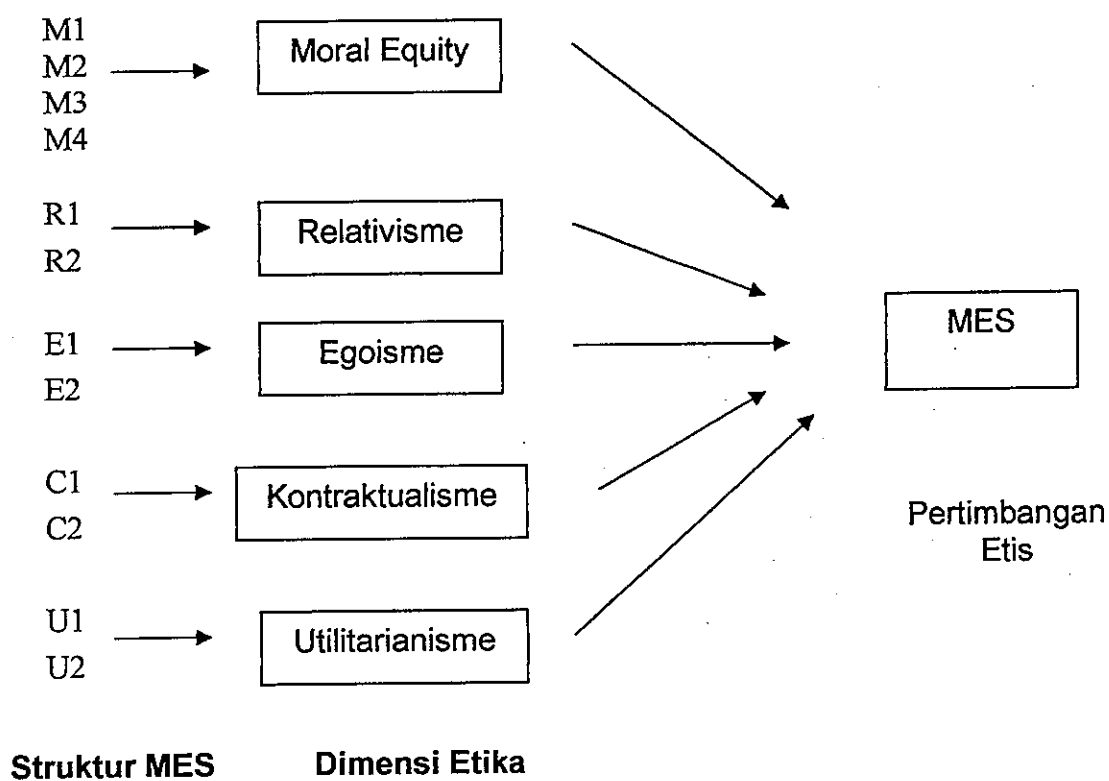 M1
M2
M3
M4
Moral Equity
R1
R2
Relativisme
E1
E2
Egoisme
C1
C2
Kontraktualisme
U1
U2
Utilitarianisme
MES
Pertimbangan
Etis
Struktur MES
Dimensi Etika